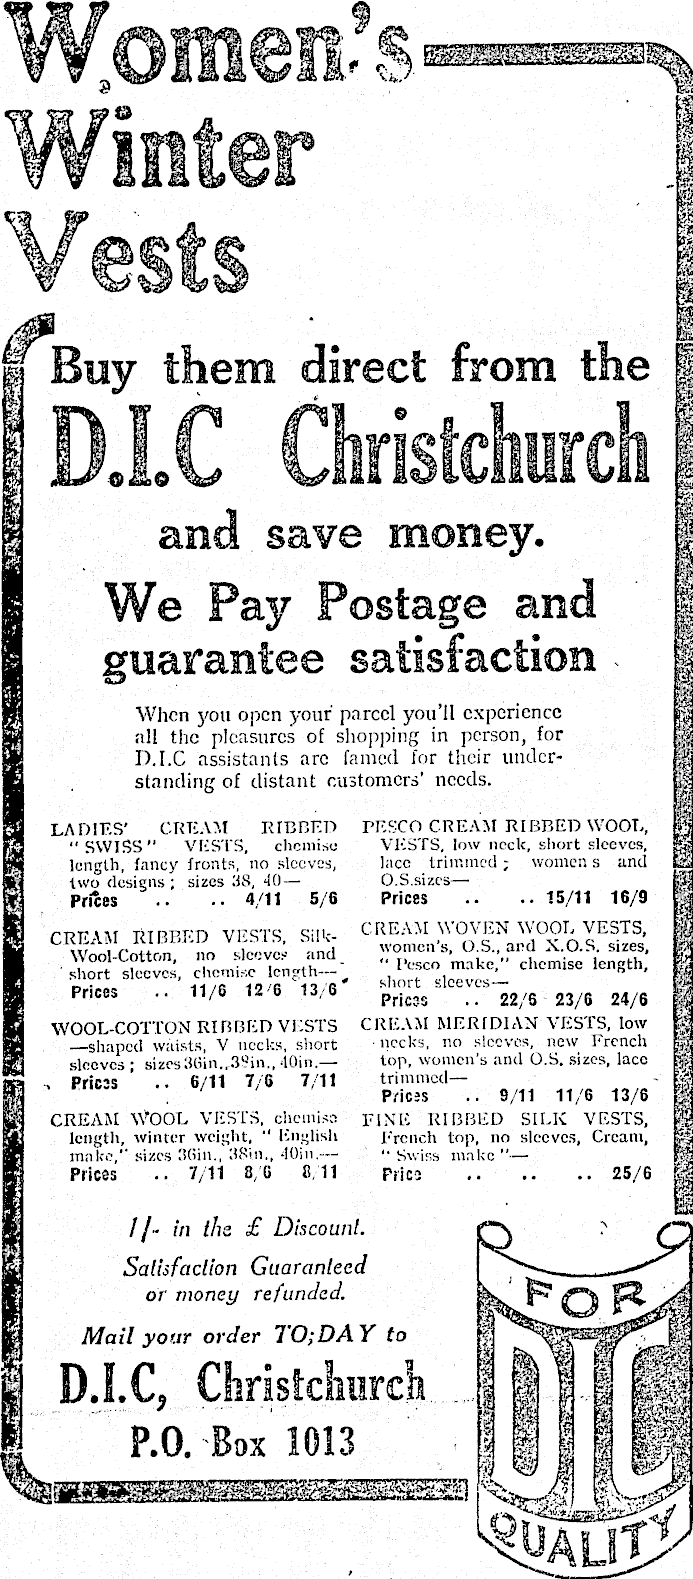 Women's
Winter
Vests
Buy them direct from the
D.I.C Christchurch
and save money.
We Pay Postage and
guarantee satisfaction
When you open your parcel you'll experience
all the pleasures of shopping in person, for
D.I.C assistants are famed for their under-
standing of distant customers' needs.
LADIES' CREAM RIBBED
"SWISS" VESTS, chemise
length, fancy fronts, no sleeves,
two designs; sizes 38, 40—
Prices .. .. 4/11 5/6
CREAM RIBBED VESTS, Silk-
Wool-Cotton, no sleeves and
short sleeves, chemise length—
Prices .. 11/6 12/6 13/6
WOOL-COTTON RIBBED VESTS
—shaped waists, V necks, short
sleeves; sizes 36in., 38in., 40in.—
Prices .. 6/11 7/6 7/11
CREAM WOOL VESTS, chemise
length, winter weight, "English
make," sizes 36in., 38in., 40in.—
Prices .. 7/11 8/6 8/11
PESCO CREAM RIBBED WOOL,
VESTS, low neck, short sleeves,
lace trimmed; womens and
O.S.sizes—
Prices .. .. 15/11 16/9
CREAM WOVEN WOOL VESTS,
women's, O.S., and X.O.S. sizes,
"Pesco make," chemise length,
short sleeves—
Prices .. 22/6 23/6 24/6
CREAM MERIDIAN VESTS, low
necks, no sleeves, new French
top, women's and O.S. sizes, lace
trimmed—
Prices .. 9/11 11/6 13/6
FINE RIBBED SILK VESTS,
French top, no sleeves, Cream,
"Swiss make"—
Price .. .. .. 25/6
1/- in the £ Discount.
Satisfaction Guaranteed
or money refunded.
Mail your order TO;DAY to
D.I.C, Christchurch
P.O. Box 1013
FOR
DIC
QUALITY